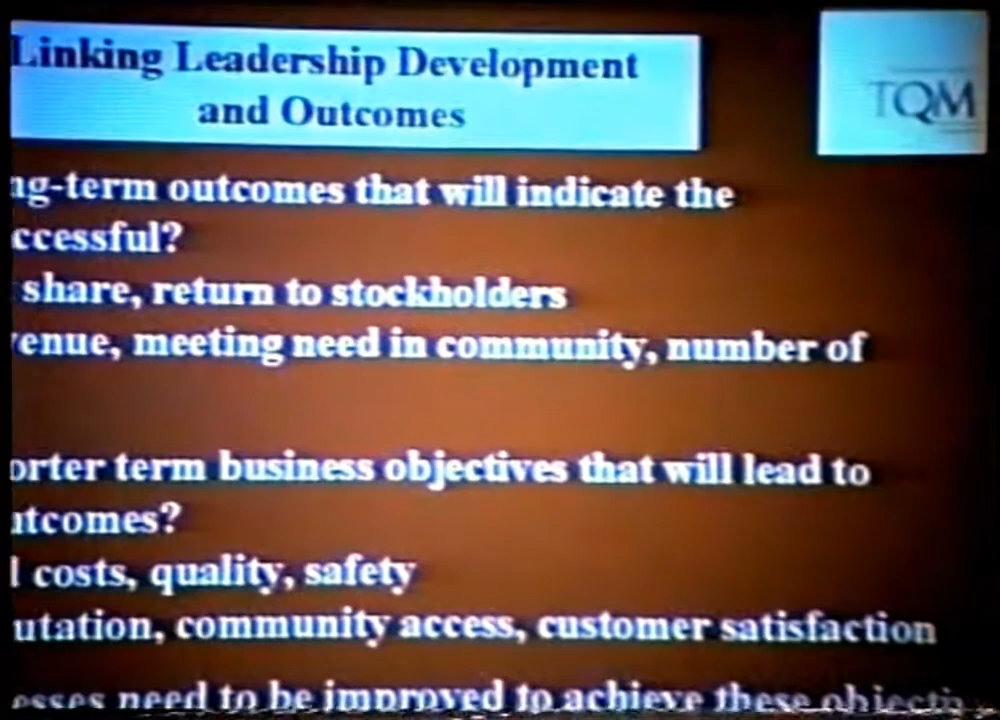 Linking Leadership Development
and Outcomes
TQM
ng-term outcomes that will indicate the
ccessful?
share, return to stockholders
enue, meeting need in community, number of
orter term business objectives that will lead to
utcomes?
l costs, quality, safety
utation, community access, customer satisfaction
esses need to be improved to achieve these objectiv